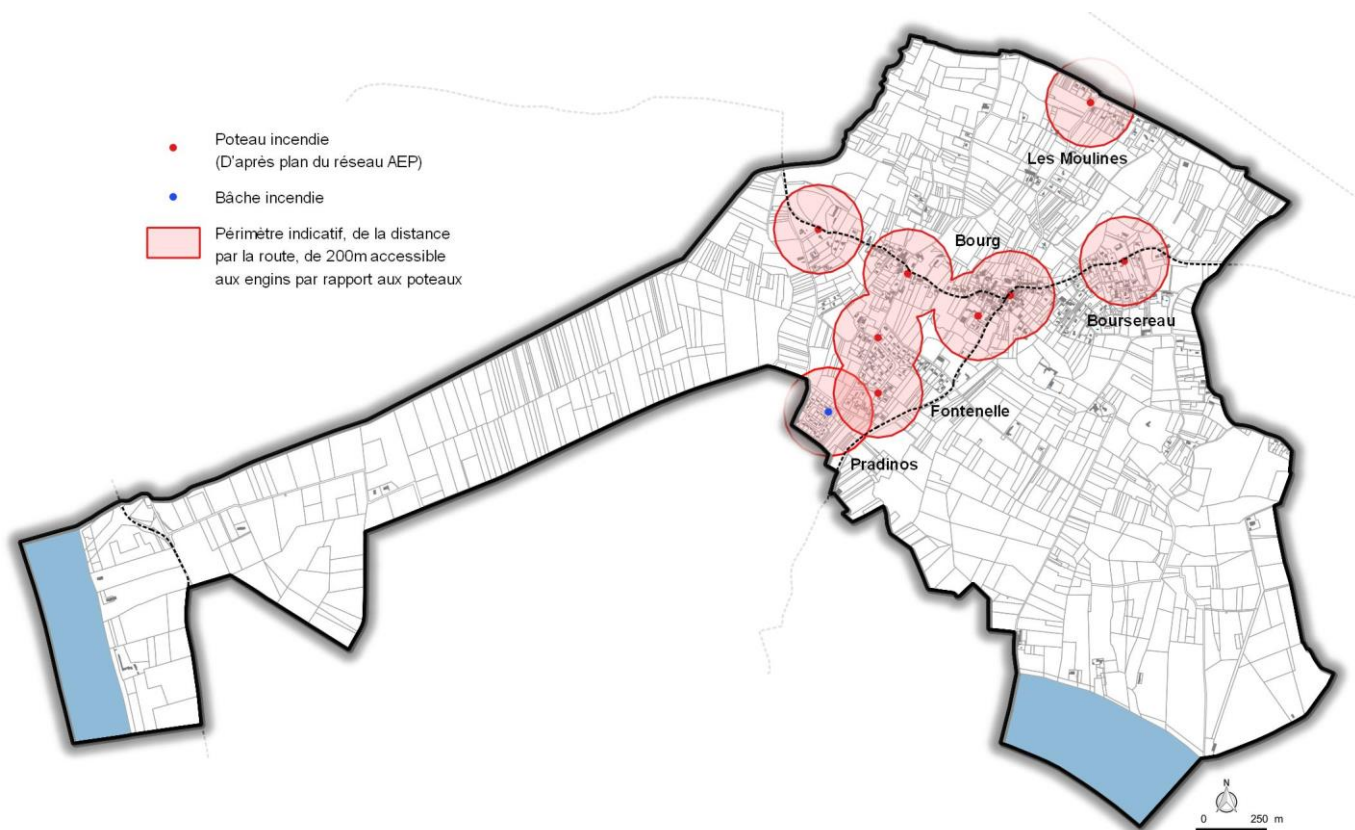 Poteau incendie
(D'après plan du réseau AEP)
Bâche incendie
Périmètre indicatif, de la distance
par la route, de 200m accessible
aux engins par rapport aux poteaux
Les Moulines
Bourg
Boursereau
Fontenelle
Pradinos
N
0 250 m